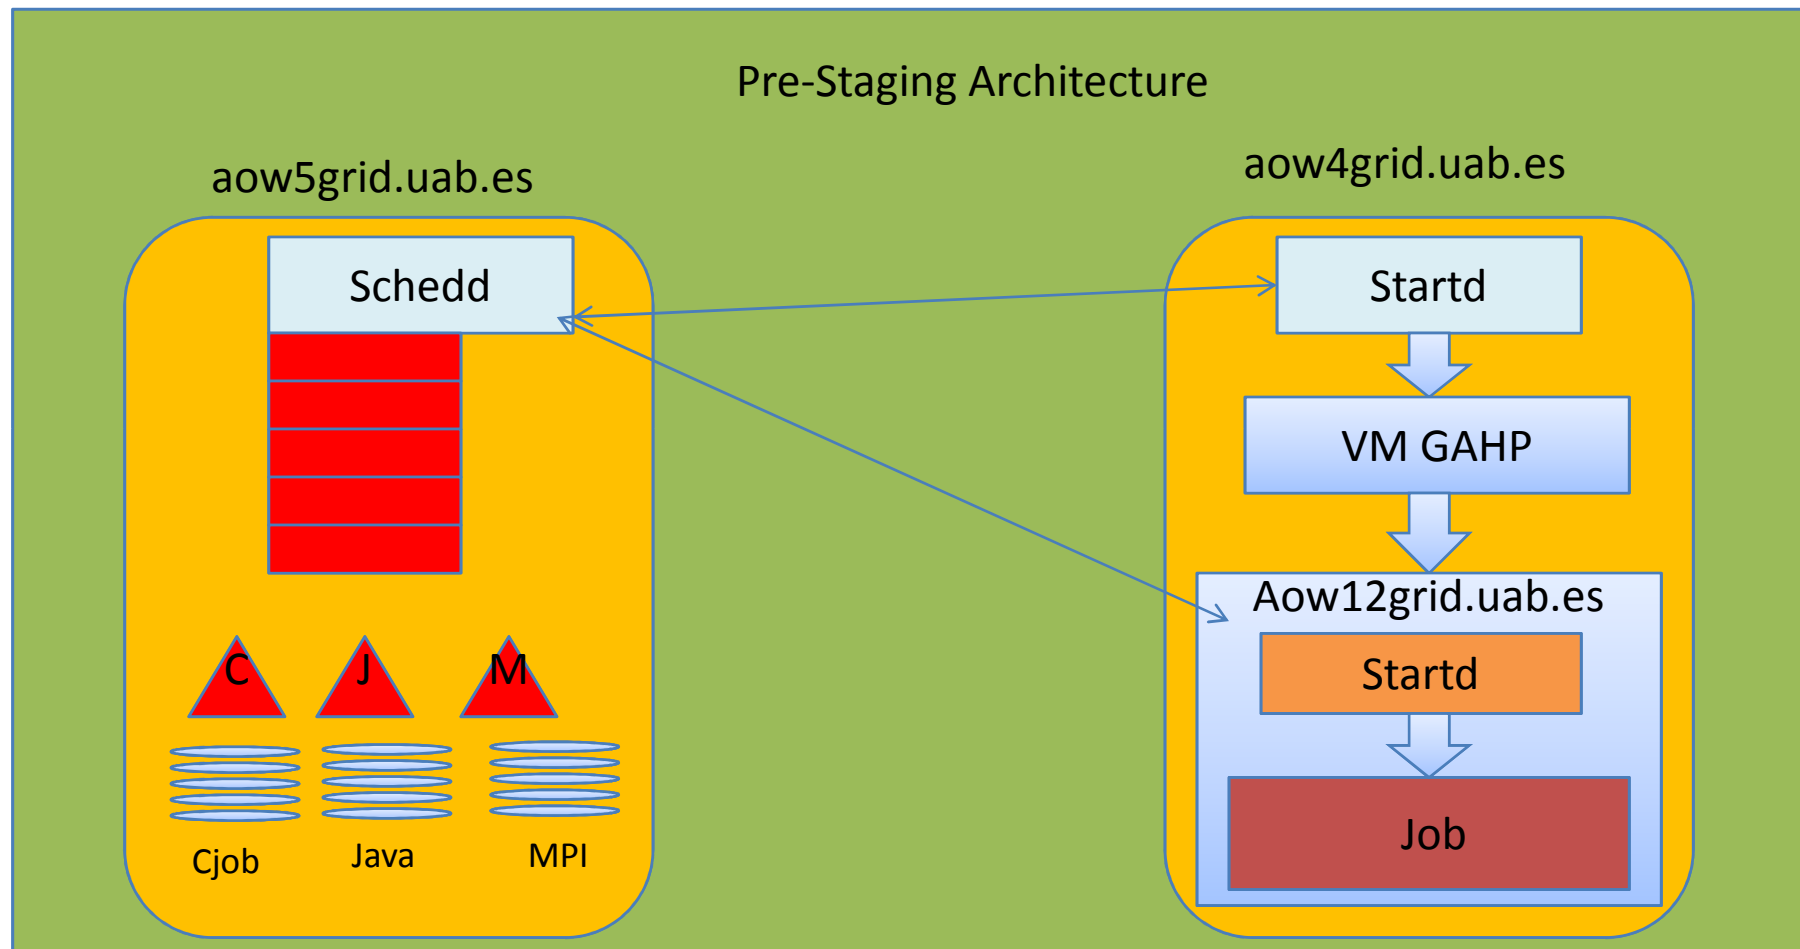 Pre-Staging Architecture
aow5grid.uab.es
Schedd
C
J
M
Cjob
Java
MPI
aow4grid.uab.es
Startd
VM GAHP
Aow12grid.uab.es
Startd
Job